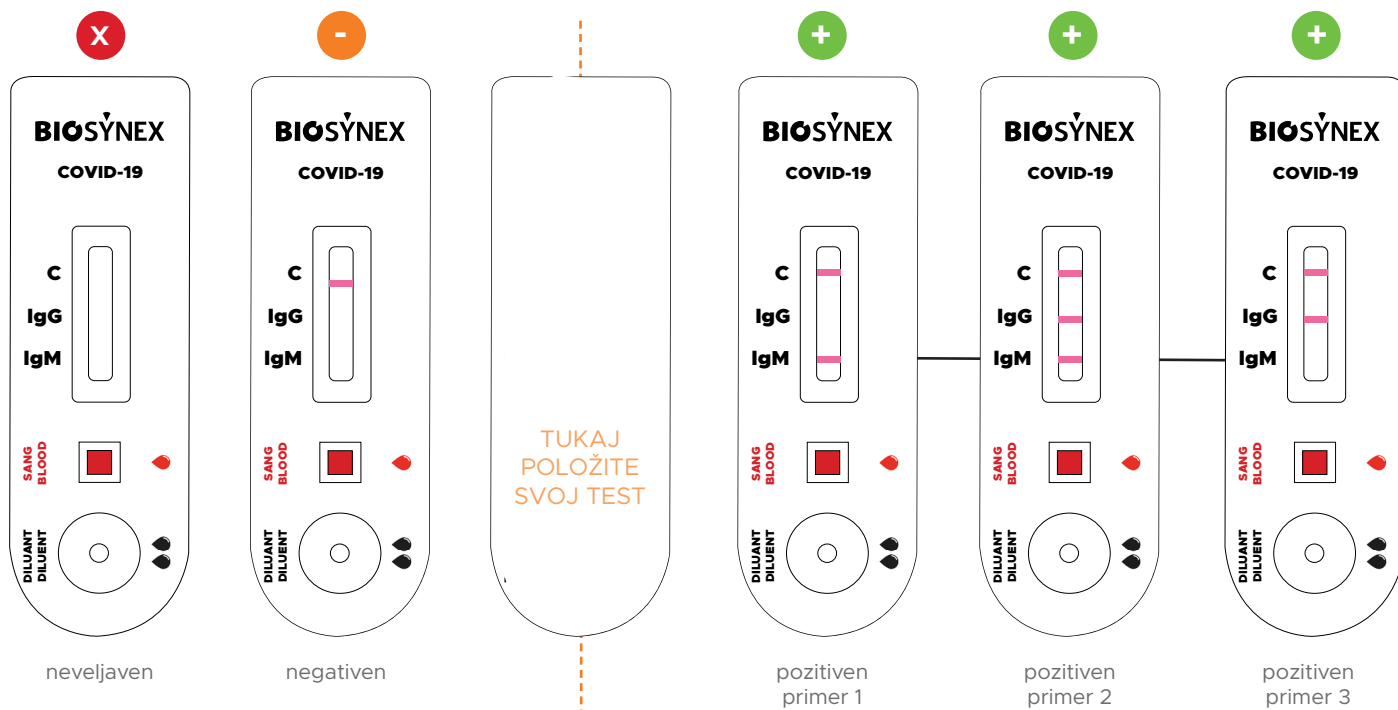 X
-
+
+
+
BIOSYNEX
COVID-19
C
IgG
IgM
SANG
BLOOD
DILUANT
DILUENT
neveljaven
BIOSYNEX
COVID-19
C
IgG
IgM
SANG
BLOOD
DILUANT
DILUENT
negativen
TUKAJ
POLOŽITE
SVOJ TEST
BIOSYNEX
COVID-19
C
IgG
IgM
SANG
BLOOD
DILUANT
DILUENT
pozitiven
primer 1
BIOSYNEX
COVID-19
C
IgG
IgM
SANG
BLOOD
DILUANT
DILUENT
pozitiven
primer 2
BIOSYNEX
COVID-19
C
IgG
IgM
SANG
BLOOD
DILUANT
DILUENT
pozitiven
primer 3